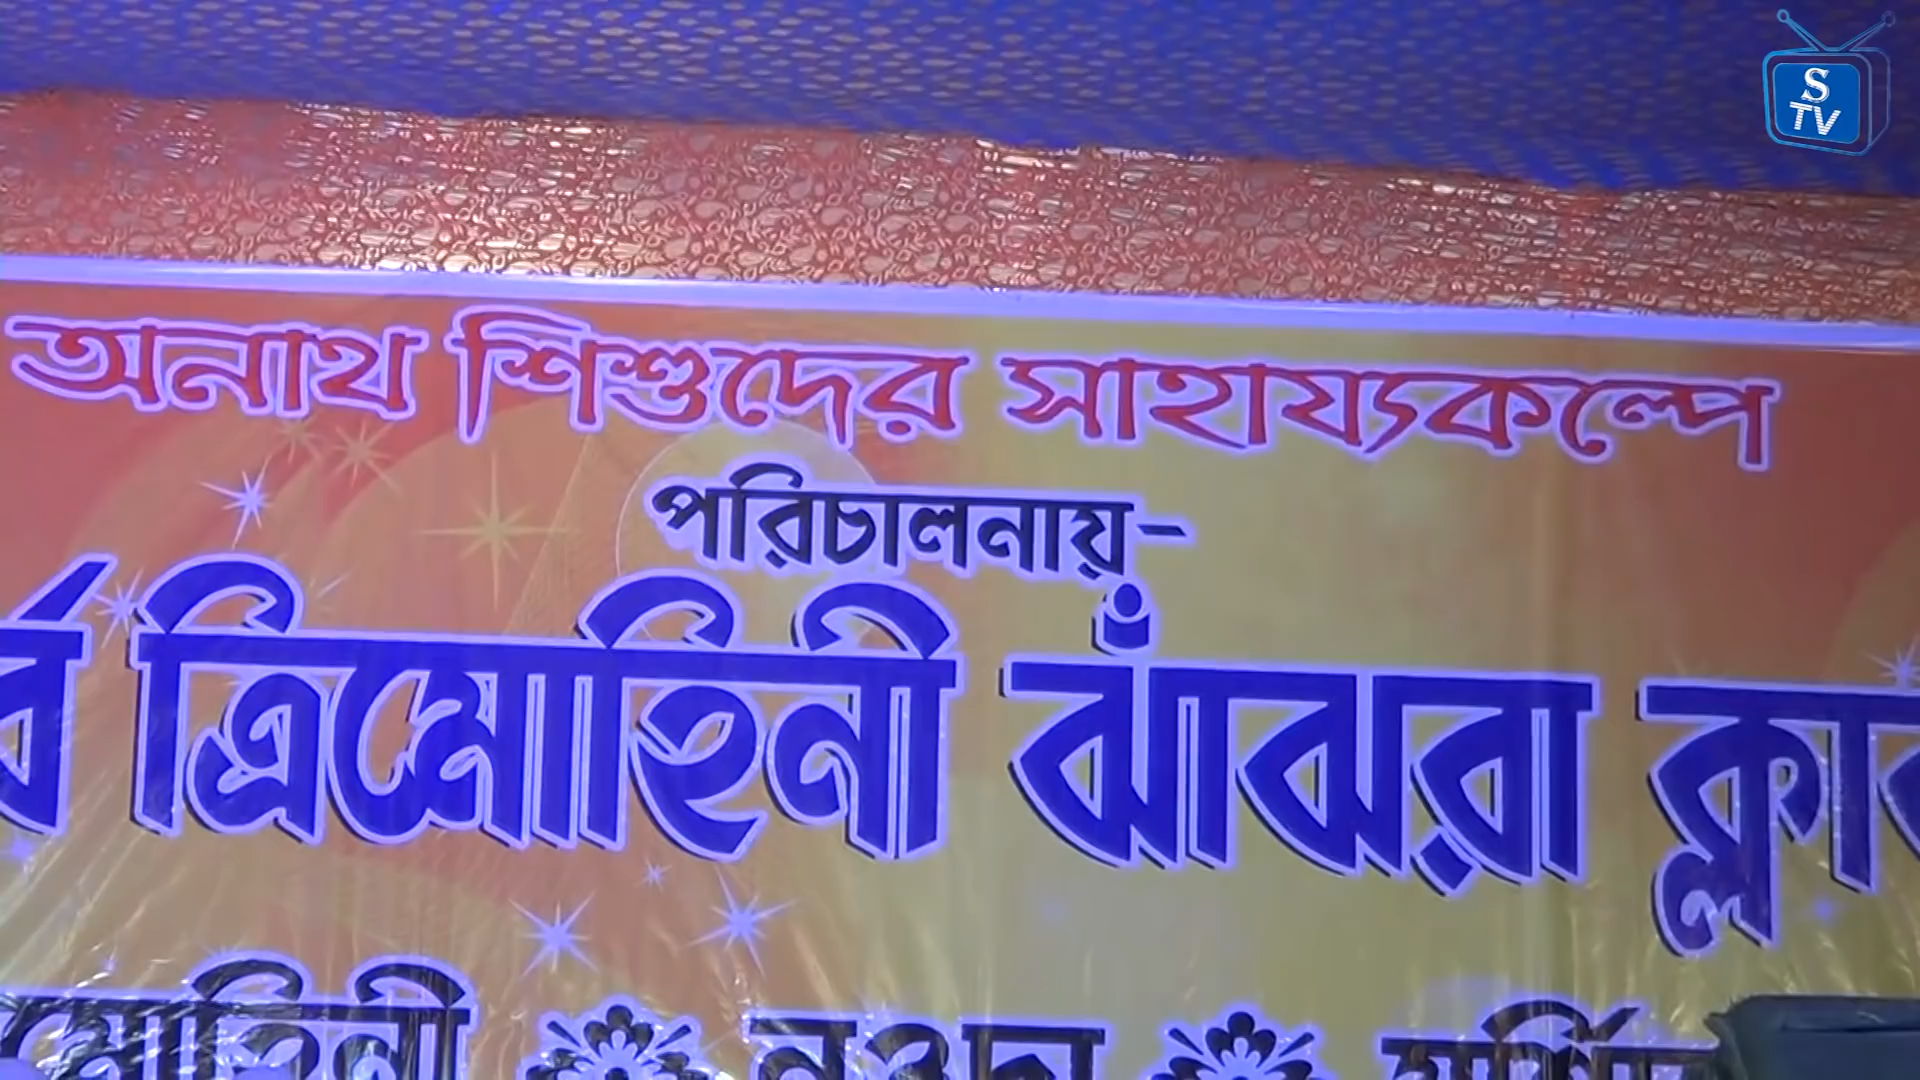 S
TV
অনাথ শিশুদের সাহায্যকল্পে
পরিচালনায়-
ত্রিমোহিনী ঝাঁঝরা ক্লাব